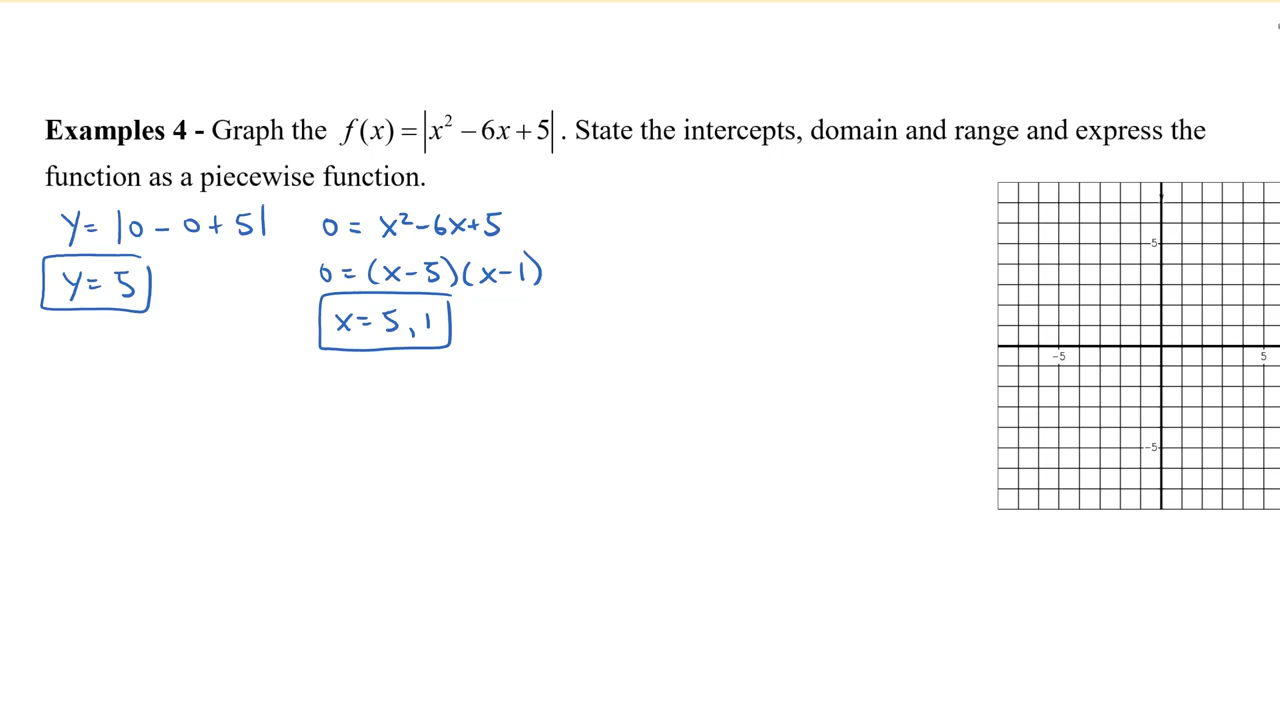 Examples 4 - Graph the f(x) = |x² − 6x + 5|. State the intercepts, domain and range and express the
function as a piecewise function.
y = |0 - 0 + 5|
y = 5
0 = x² - 6x + 5
0 = (x - 5)(x - 1)
x = 5, 1
5
-5
5
-5